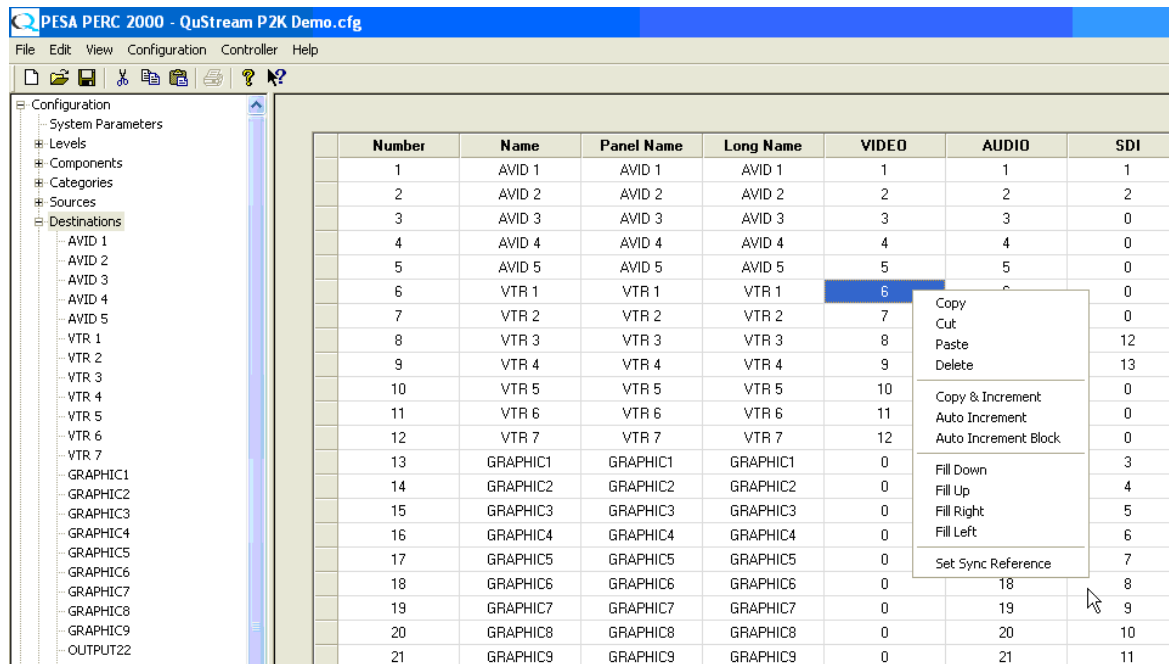 PESA PERC 2000 - QuStream P2K Demo.cfg
File Edit View Configuration Controller Help
Configuration
System Parameters
Levels
Components
Categories
Sources
Destinations
AVID 1
AVID 2
AVID 3
AVID 4
AVID 5
VTR 1
VTR 2
VTR 3
VTR 4
VTR 5
VTR 6
VTR 7
GRAPHIC1
GRAPHIC2
GRAPHIC3
GRAPHIC4
GRAPHIC5
GRAPHIC6
GRAPHIC7
GRAPHIC8
GRAPHIC9
OUTPUT22
Number Name Panel Name Long Name VIDEO AUDIO SDI
1 AVID 1 AVID 1 AVID 1 1 1 1
2 AVID 2 AVID 2 AVID 2 2 2 2
3 AVID 3 AVID 3 AVID 3 3 3 0
4 AVID 4 AVID 4 AVID 4 4 4 0
5 AVID 5 AVID 5 AVID 5 5 5 0
6 VTR 1 VTR 1 VTR 1 6 0
7 VTR 2 VTR 2 VTR 2 7 0
8 VTR 3 VTR 3 VTR 3 8 12
9 VTR 4 VTR 4 VTR 4 9 13
10 VTR 5 VTR 5 VTR 5 10 0
11 VTR 6 VTR 6 VTR 6 11 0
12 VTR 7 VTR 7 VTR 7 12 0
13 GRAPHIC1 GRAPHIC1 GRAPHIC1 0 3
14 GRAPHIC2 GRAPHIC2 GRAPHIC2 0 4
15 GRAPHIC3 GRAPHIC3 GRAPHIC3 0 5
16 GRAPHIC4 GRAPHIC4 GRAPHIC4 0 6
17 GRAPHIC5 GRAPHIC5 GRAPHIC5 0 7
18 GRAPHIC6 GRAPHIC6 GRAPHIC6 0 18 8
19 GRAPHIC7 GRAPHIC7 GRAPHIC7 0 19 9
20 GRAPHIC8 GRAPHIC8 GRAPHIC8 0 20 10
21 GRAPHIC9 GRAPHIC9 GRAPHIC9 0 21 11
Copy
Cut
Paste
Delete
Copy & Increment
Auto Increment
Auto Increment Block
Fill Down
Fill Up
Fill Right
Fill Left
Set Sync Reference